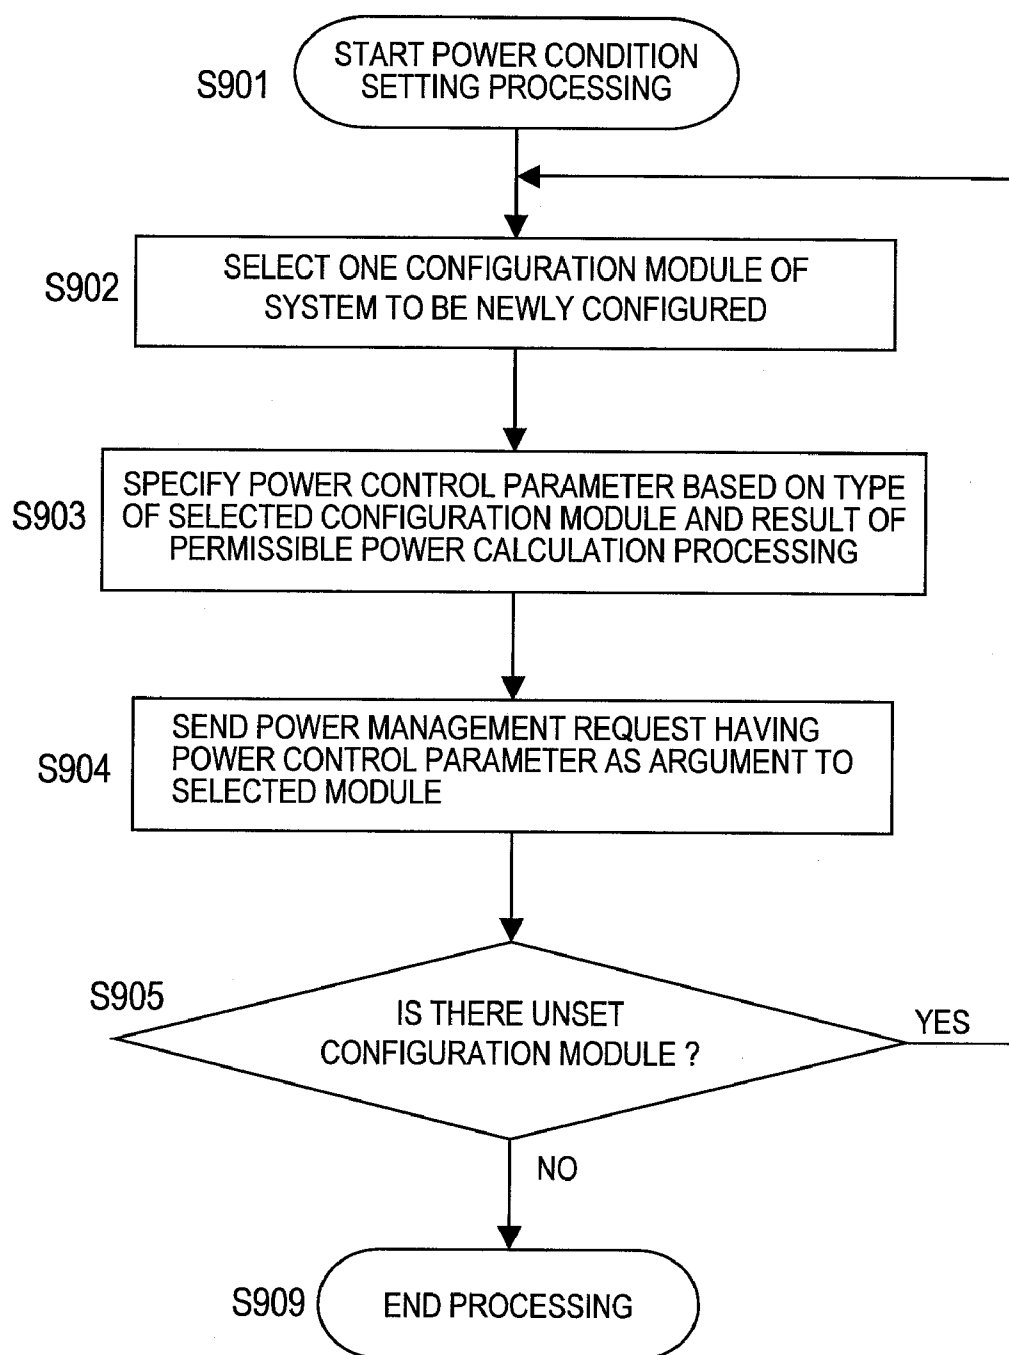 S901
START POWER CONDITION
SETTING PROCESSING
S902
SELECT ONE CONFIGURATION MODULE OF
SYSTEM TO BE NEWLY CONFIGURED
S903
SPECIFY POWER CONTROL PARAMETER BASED ON TYPE
OF SELECTED CONFIGURATION MODULE AND RESULT OF
PERMISSIBLE POWER CALCULATION PROCESSING
S904
SEND POWER MANAGEMENT REQUEST HAVING
POWER CONTROL PARAMETER AS ARGUMENT TO
SELECTED MODULE
S905
IS THERE UNSET
CONFIGURATION MODULE ?
YES
NO
S909
END PROCESSING